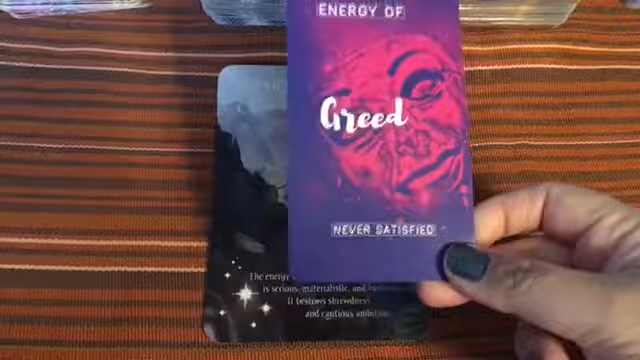 ENERGY OF
Greed
NEVER SATISFIED
The energy
is serious, materialistic, and
It bestows shrewdness
and cautious ambition